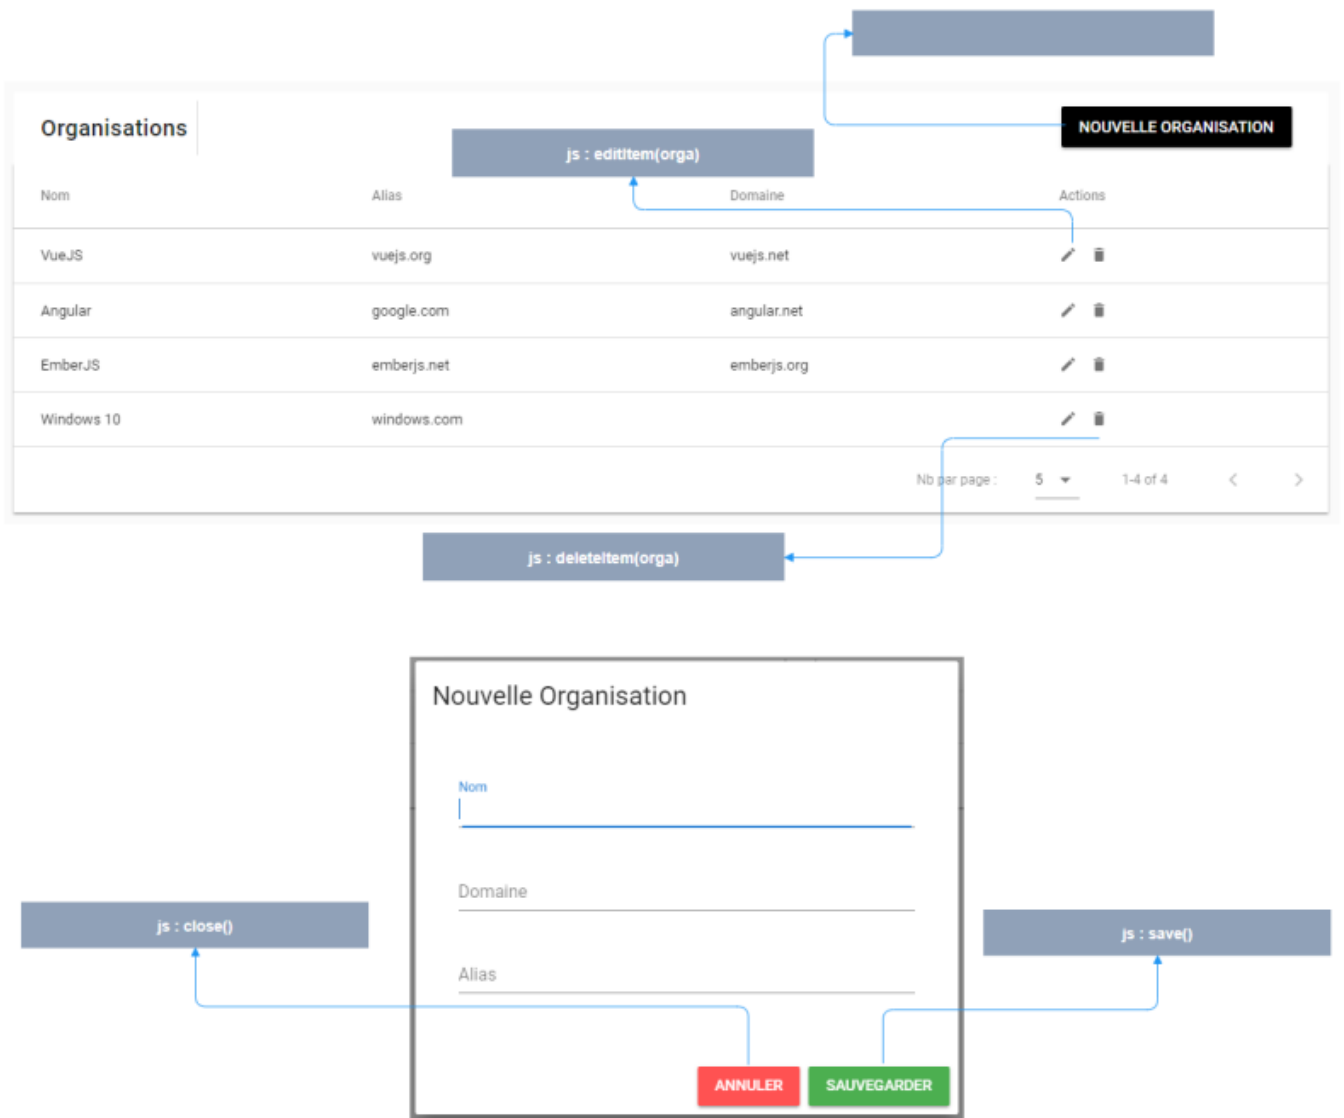 Organisations
NOUVELLE ORGANISATION
js : editItem(orga)
Nom Alias Domaine Actions
VueJS vuejs.org vuejs.net
Angular google.com angular.net
EmberJS emberjs.net emberjs.org
Windows 10 windows.com
Nb par page : 5 1-4 of 4
js : deleteItem(orga)
Nouvelle Organisation
Nom
Domaine
js : close()
js : save()
Alias
ANNULER SAUVEGARDER